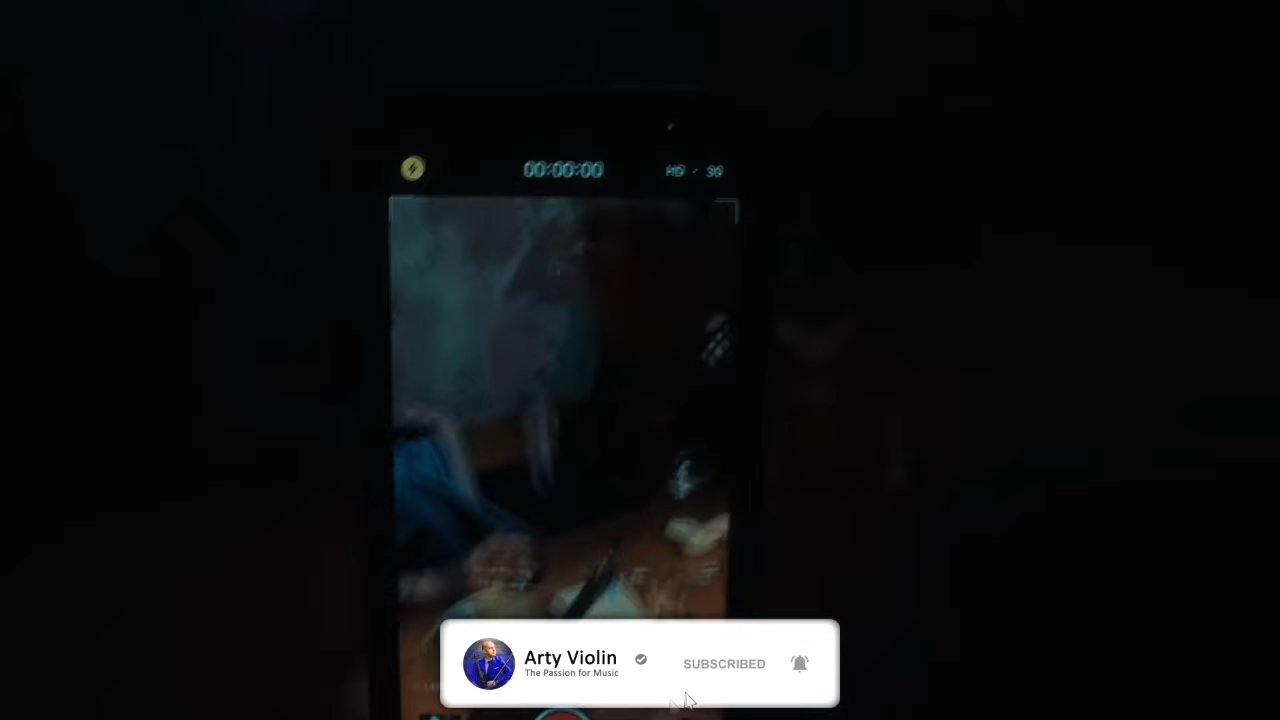 00:00:00
HD · 30
Arty Violin
SUBSCRIBED
The Passion for Music